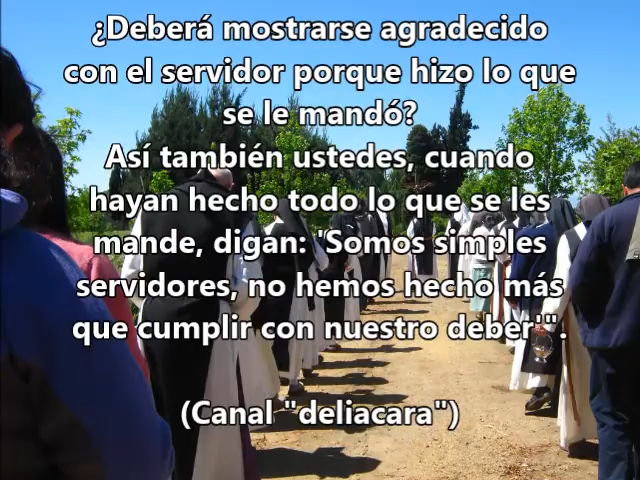 ¿Deberá mostrarse agradecido
con el servidor porque hizo lo que
se le mandó?
Así también ustedes, cuando
hayan hecho todo lo que se les
mande, digan: 'Somos simples
servidores, no hemos hecho más
que cumplir con nuestro deber'".
(Canal "deliacara")